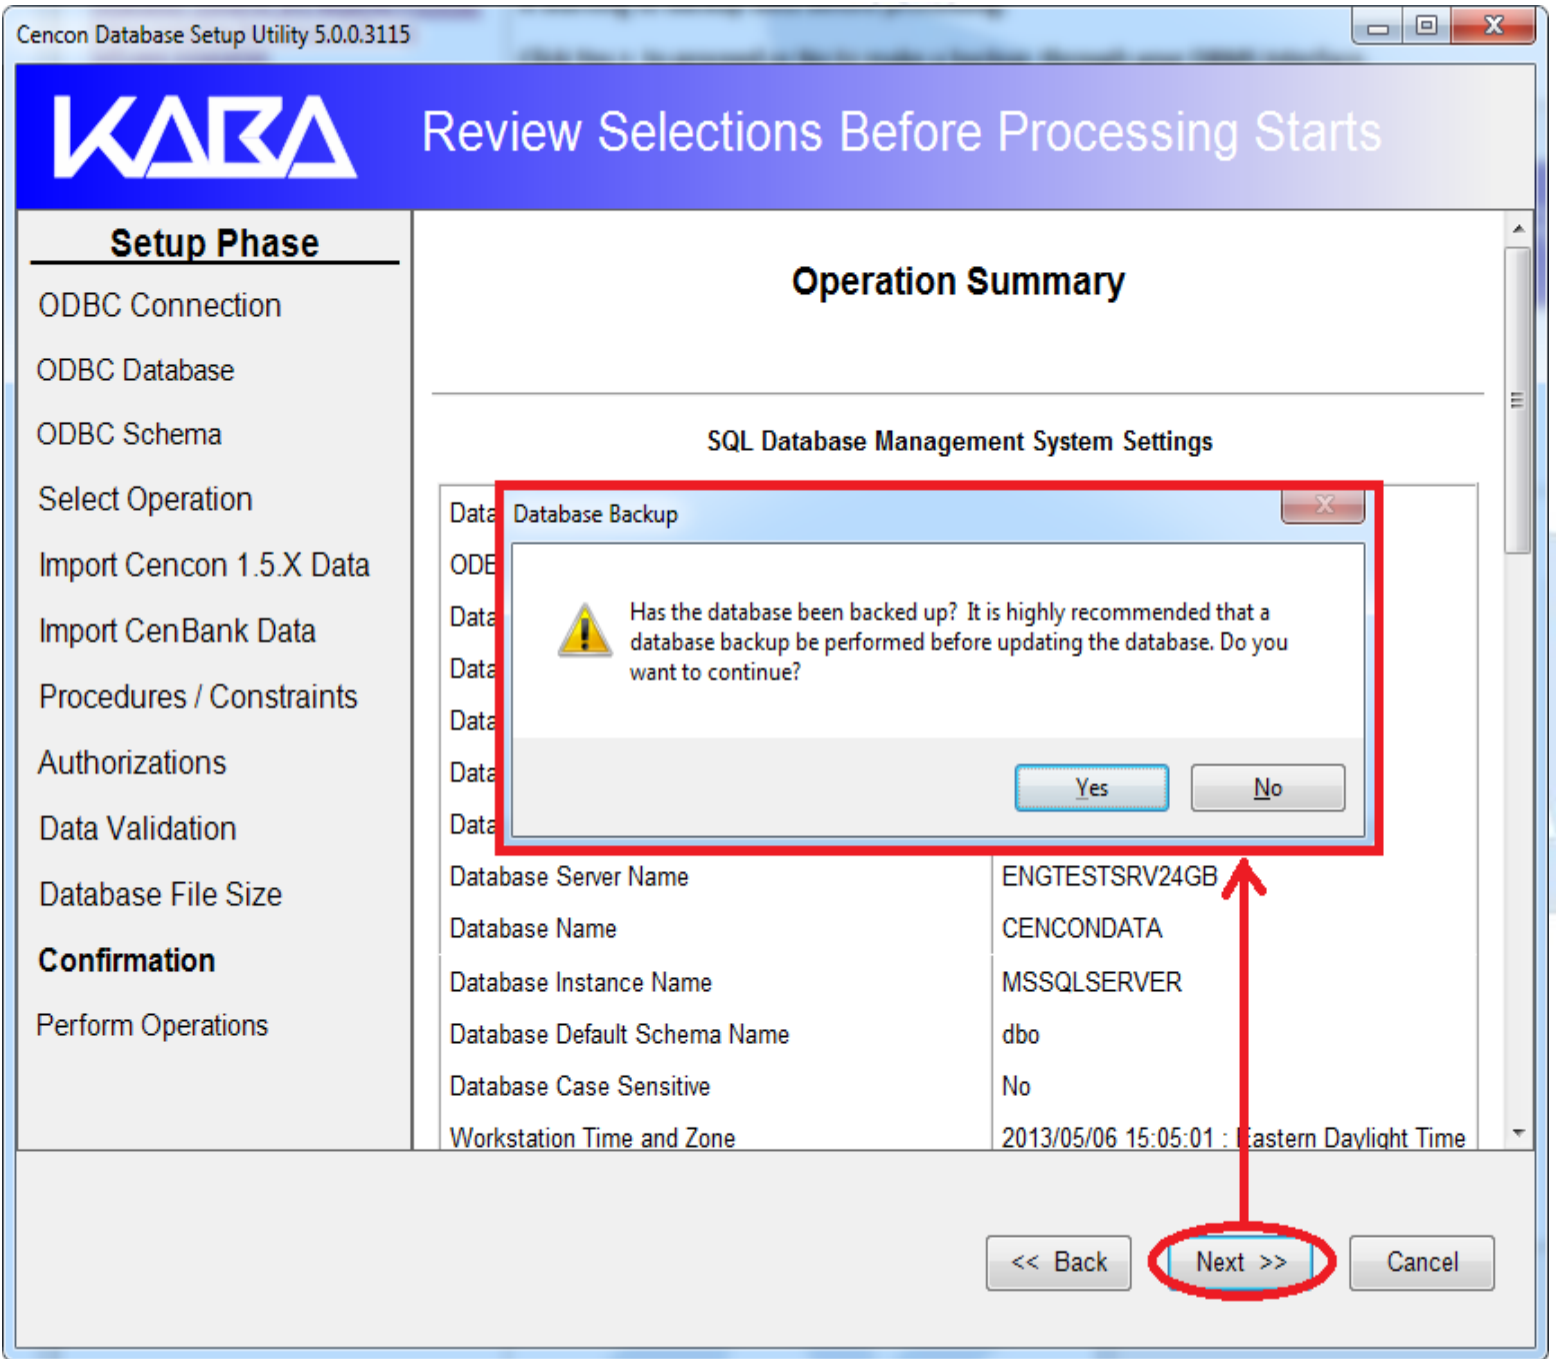 Cencon Database Setup Utility 5.0.0.3115
KABA
Review Selections Before Processing Starts
Setup Phase
ODBC Connection
ODBC Database
ODBC Schema
Select Operation
Import Cencon 1.5.X Data
Import CenBank Data
Procedures / Constraints
Authorizations
Data Validation
Database File Size
Confirmation
Perform Operations
Operation Summary
SQL Database Management System Settings
Data
Data
Data
Data
Data
Data
Database Backup
Has the database been backed up? It is highly recommended that a
database backup be performed before updating the database. Do you
want to continue?
Yes No
Database Server Name ENGTESTSRV24GB
Database Name CENCONDATA
Database Instance Name MSSQLSERVER
Database Default Schema Name dbo
Database Case Sensitive No
Workstation Time and Zone 2013/05/06 15:05:01 : Eastern Daylight Time
<< Back Next >> Cancel